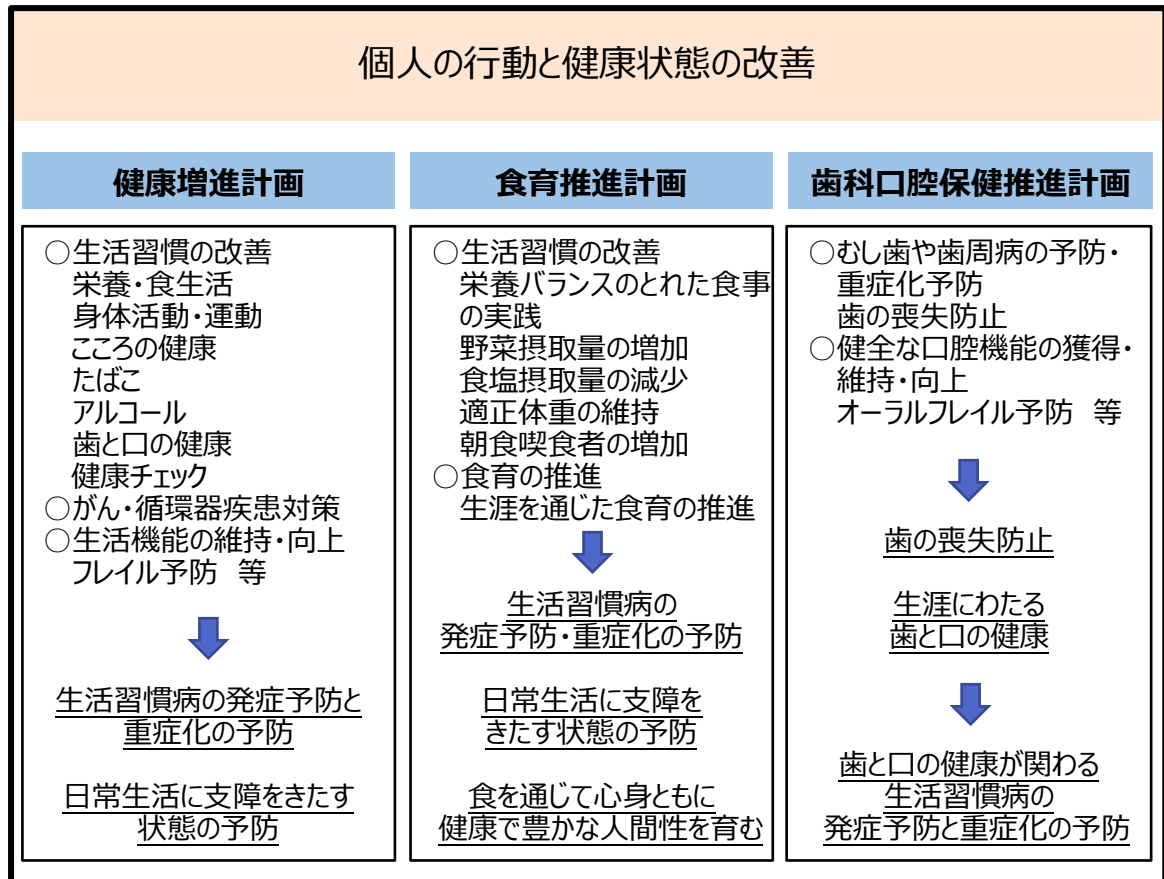 個人の行動と健康状態の改善
健康増進計画
○生活習慣の改善
栄養・食生活
身体活動・運動
こころの健康
たばこ
アルコール
歯と口の健康
健康チェック
○がん・循環器疾患対策
○生活機能の維持・向上
フレイル予防　等
生活習慣病の発症予防と
重症化の予防
日常生活に支障をきたす
状態の予防
食育推進計画
○生活習慣の改善
栄養バランスのとれた食事
の実践
野菜摂取量の増加
食塩摂取量の減少
適正体重の維持
朝食喫食者の増加
○食育の推進
生涯を通じた食育の推進
生活習慣病の
発症予防・重症化の予防
日常生活に支障を
きたす状態の予防
食を通じて心身ともに
健康で豊かな人間性を育む
歯科口腔保健推進計画
○むし歯や歯周病の予防・
重症化予防
歯の喪失防止
○健全な口腔機能の獲得・
維持・向上
オーラルフレイル予防　等
歯の喪失防止
生涯にわたる
歯と口の健康
歯と口の健康が関わる
生活習慣病の
発症予防と重症化の予防